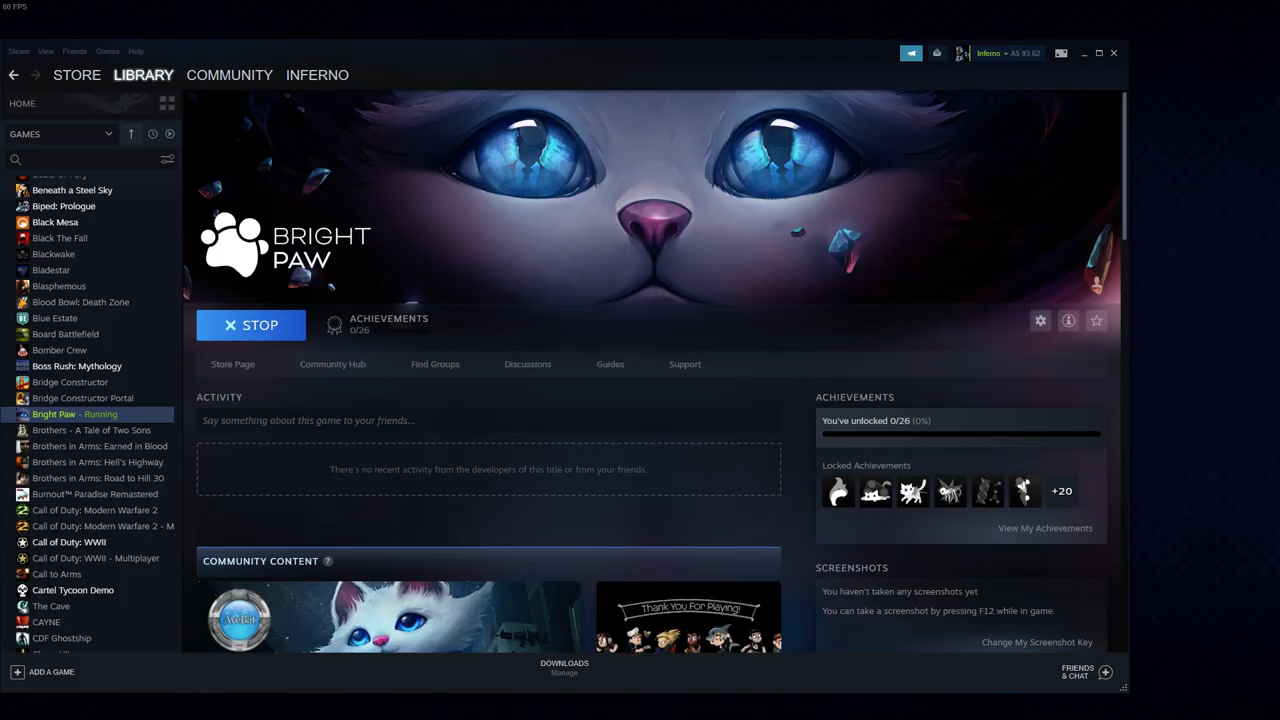 60 FPS
Steam View Friends Games Help
Inferno A$ 93.62
STORE LIBRARY COMMUNITY INFERNO
HOME
GAMES
Beneath a Steel Sky
Biped: Prologue
Black Mesa
Black The Fall
Blackwake
Bladestar
Blasphemous
Blood Bowl: Death Zone
Blue Estate
Board Battlefield
Bomber Crew
Boss Rush: Mythology
Bridge Constructor
Bridge Constructor Portal
Bright Paw - Running
Brothers - A Tale of Two Sons
Brothers in Arms: Earned in Blood
Brothers in Arms: Hell's Highway
Brothers in Arms: Road to Hill 30
Burnout™ Paradise Remastered
Call of Duty: Modern Warfare 2
Call of Duty: Modern Warfare 2 - M
Call of Duty: WWII
Call of Duty: WWII - Multiplayer
Call to Arms
Cartel Tycoon Demo
The Cave
CAYNE
CDF Ghostship
ADD A GAME
BRIGHT
PAW
STOP
ACHIEVEMENTS
0/26
Store Page Community Hub Find Groups Discussions Guides Support
ACTIVITY
Say something about this game to your friends...
There's no recent activity from the developers of this title or from your friends.
COMMUNITY CONTENT ?
AveBat
Thank You For Playing!
ACHIEVEMENTS
You've unlocked 0/26 (0%)
Locked Achievements
+20
View My Achievements
SCREENSHOTS
You haven't taken any screenshots yet
You can take a screenshot by pressing F12 while in game.
Change My Screenshot Key
DOWNLOADS
Manage
FRIENDS
& CHAT